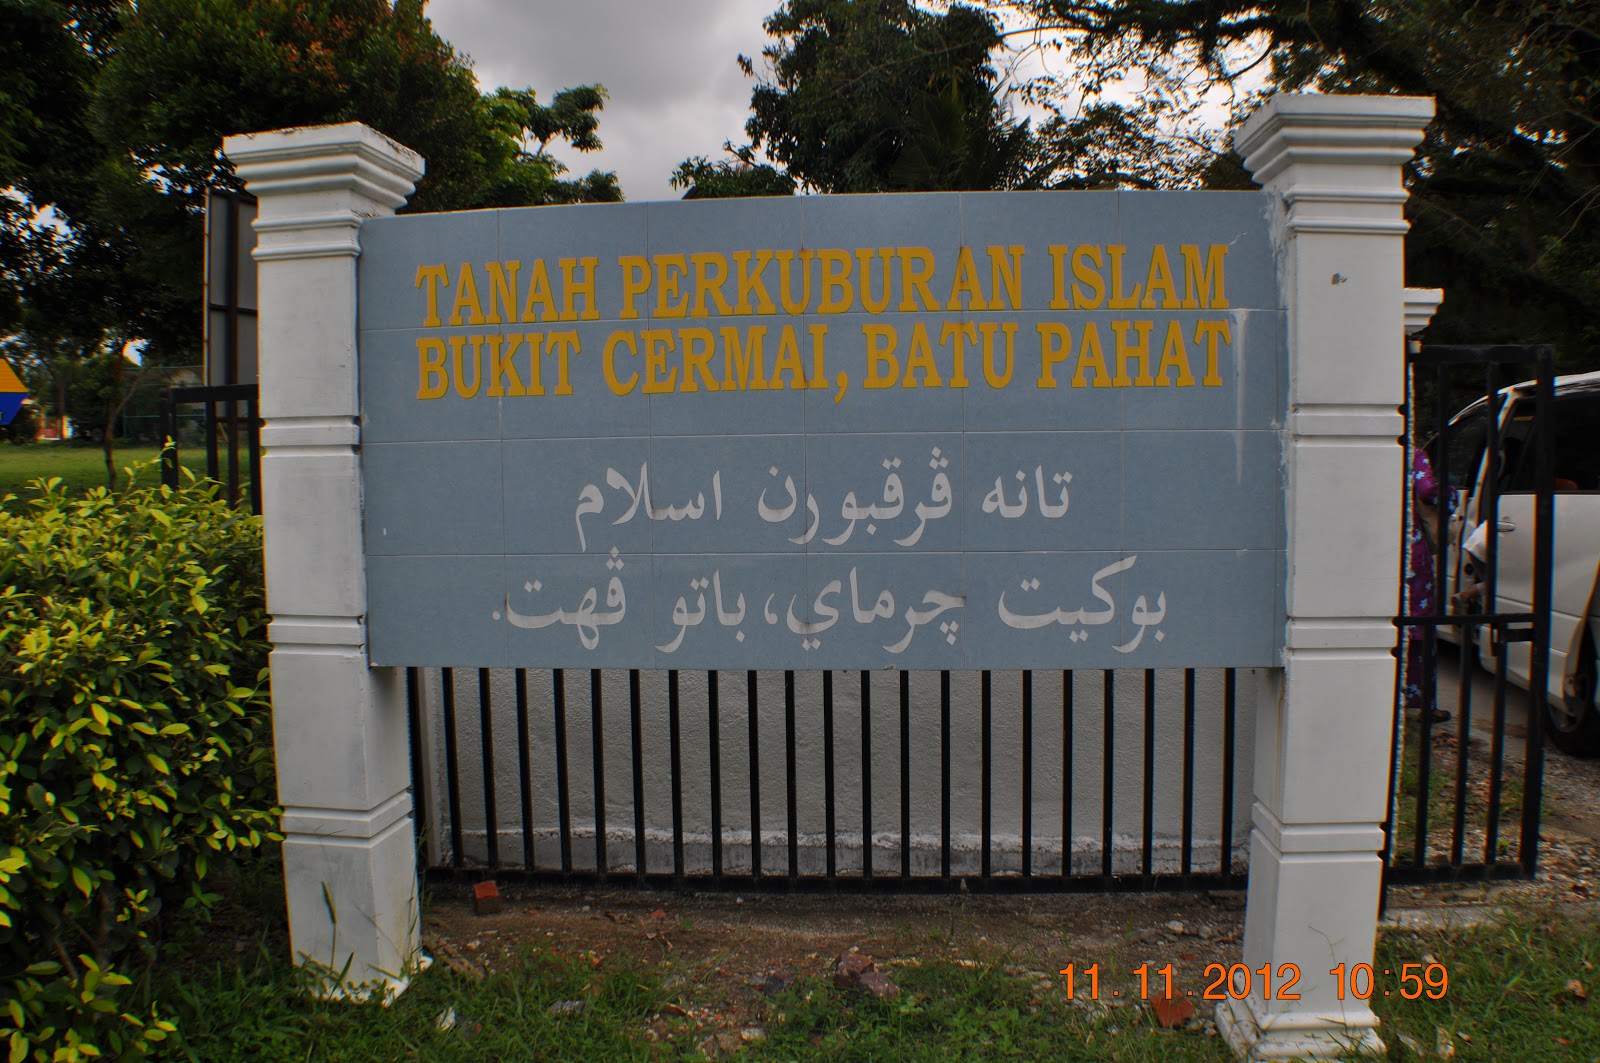 TANAH PERKUBURAN ISLAM
BUKIT CERMAI, BATU PAHAT
تانه ڤرقبورن اسلام
بوکيت چرماي، باتو ڤهت.
11.11.2012 10:59